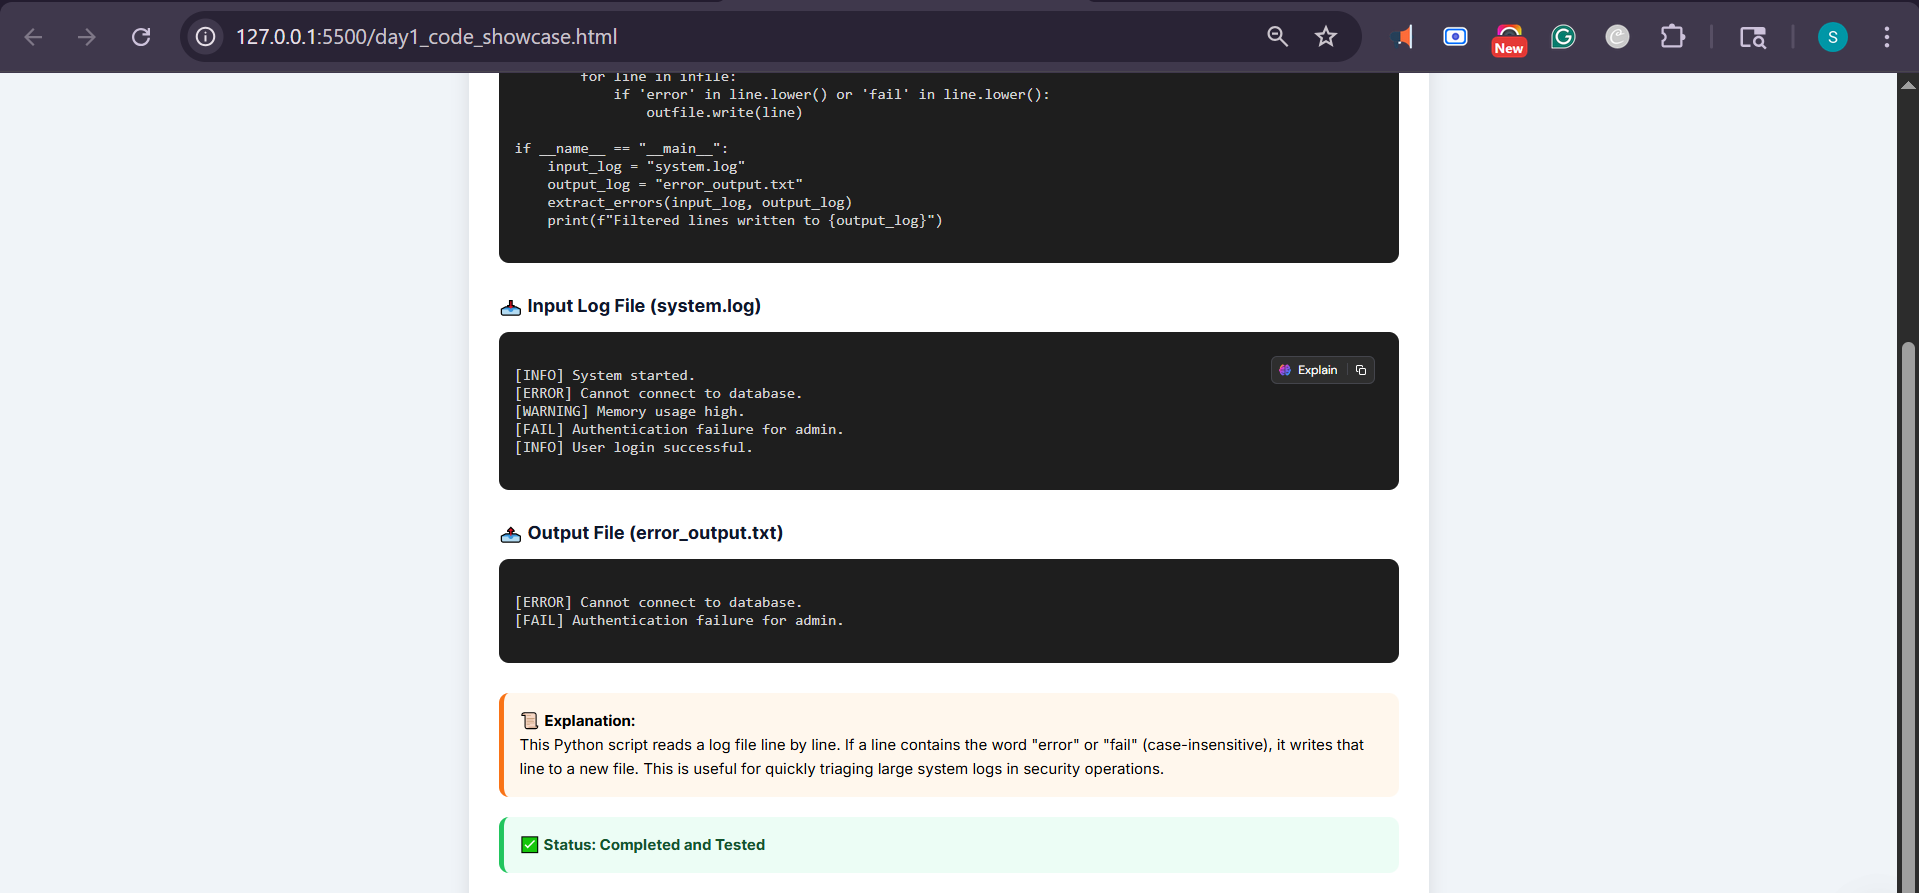 127.0.0.1:5500/day1_code_showcase.html
New
S
for line in infile:
if 'error' in line.lower() or 'fail' in line.lower():
outfile.write(line)
if __name__ == "__main__":
input_log = "system.log"
output_log = "error_output.txt"
extract_errors(input_log, output_log)
print(f"Filtered lines written to {output_log}")
Input Log File (system.log)
Explain
[INFO] System started.
[ERROR] Cannot connect to database.
[WARNING] Memory usage high.
[FAIL] Authentication failure for admin.
[INFO] User login successful.
Output File (error_output.txt)
[ERROR] Cannot connect to database.
[FAIL] Authentication failure for admin.
Explanation:
This Python script reads a log file line by line. If a line contains the word "error" or "fail" (case-insensitive), it writes that
line to a new file. This is useful for quickly triaging large system logs in security operations.
Status: Completed and Tested